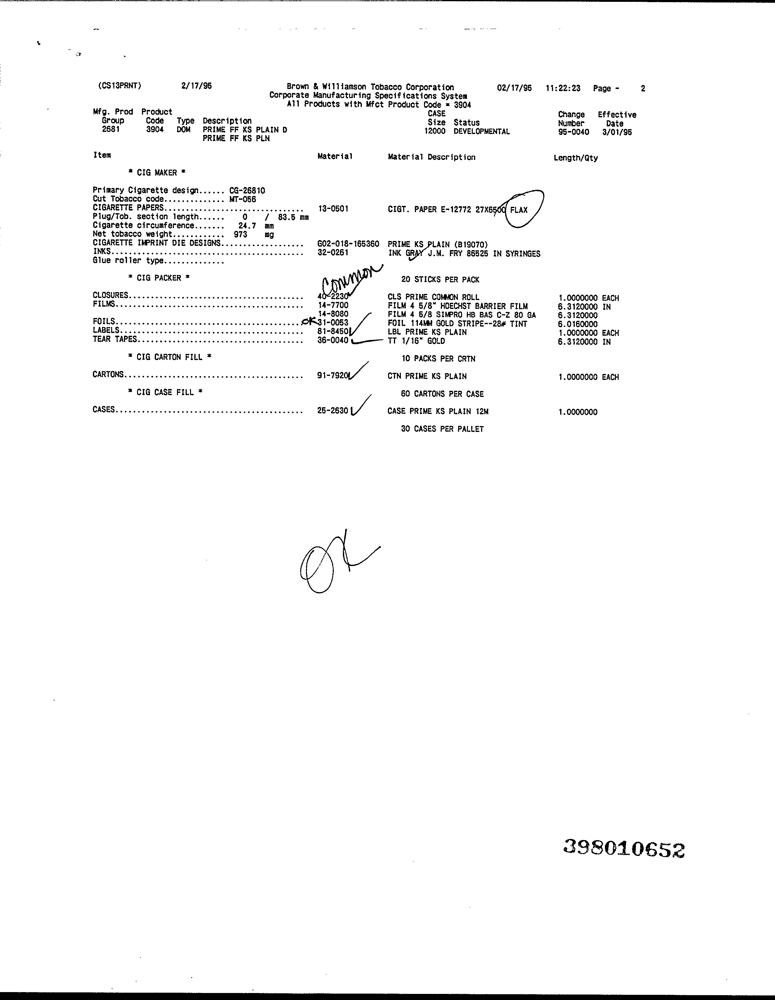 (CS13PRNT) 2/17/95 Brown & Williamson Tobacco Corporation 02/17/95 11:22:23 Page - 2
Corporate Manufacturing Specifications System
All Products with Mfct Product Code = 3904
Mfg. Prod Product CASE Change Effective
Group Code Type Description Size Status Number Date
2681 3904 DOM PRIME FF KS PLAIN D 12000 DEVELOPMENTAL 95-0040 3/01/95
PRIME FF KS PLN
Item Material Material Description Length/Qty
* CIG MAKER *
Primary Cigarette design...... CG-26810
Cut Tobacco code.............. MT-056
CIGARETTE PAPERS.................................. 13-0501 CIGT. PAPER E-12772 27X6500 FLAX
Plug/Tob. section length...... 0 / 83.5 mm
Cigarette circumference....... 24.7 mm
Net tobacco weight............ 973 mg
CIGARETTE IMPRINT DIE DESIGNS................... G02-018-165360 PRIME KS PLAIN (B19070)
INKS.............................................. 32-0261 INK GRAY J.M. FRY 86525 IN SYRINGES
Glue roller type..............
* CIG PACKER * Common 20 STICKS PER PACK
CLOSURES.......................................... 40-2230 CLS PRIME COMMON ROLL 1.0000000 EACH
FILMS............................................. 14-7700 FILM 4 5/8" HOECHST BARRIER FILM 6.3120000 IN
14-8080 FILM 4 5/8 SIMPRO HB BAS C-Z 80 GA 6.3120000
FOILS............................................. OK 31-0053 FOIL 114MM GOLD STRIPE--28# TINT 6.0150000
LABELS............................................ 81-8450 LBL PRIME KS PLAIN 1.0000000 EACH
TEAR TAPES........................................ 36-0040 TT 1/16" GOLD 6.3120000 IN
* CIG CARTON FILL * 10 PACKS PER CRTN
CARTONS........................................... 91-7920 CTN PRIME KS PLAIN 1.0000000 EACH
* CIG CASE FILL * 60 CARTONS PER CASE
CASES............................................. 25-2630 CASE PRIME KS PLAIN 12M 1.0000000
30 CASES PER PALLET
OK
398010652